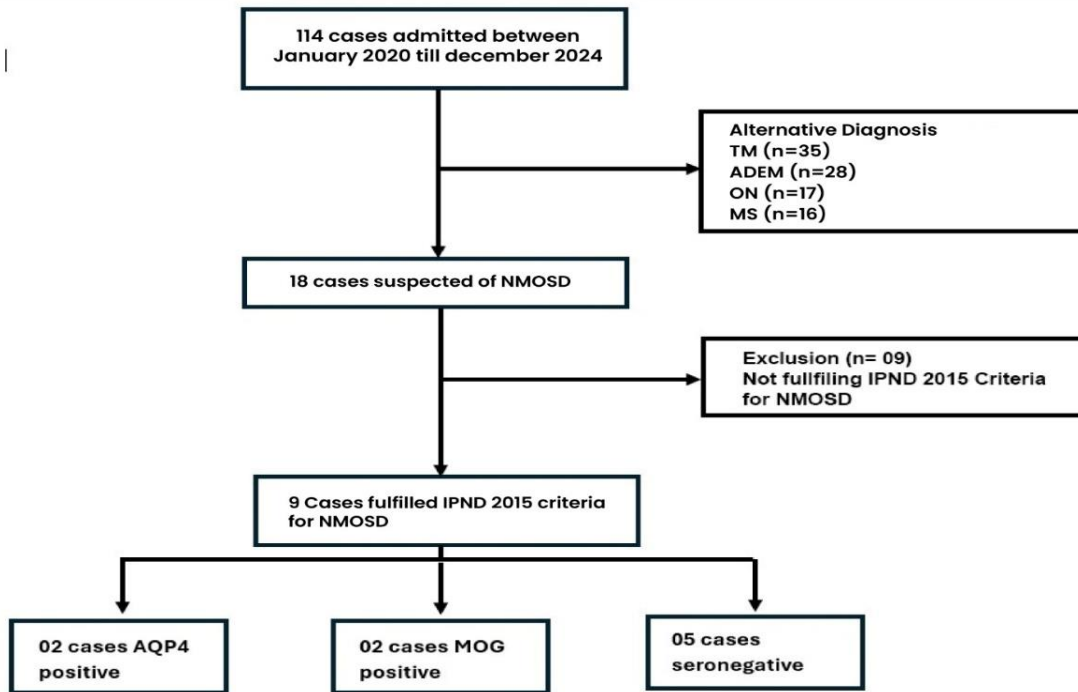 114 cases admitted between
January 2020 till december 2024
Alternative Diagnosis
TM (n=35)
ADEM (n=28)
ON (n=17)
MS (n=16)
18 cases suspected of NMOSD
Exclusion (n= 09)
Not fullfiling IPND 2015 Criteria
for NMOSD
9 Cases fulfilled IPND 2015 criteria
for NMOSD
02 cases AQP4
positive
02 cases MOG
positive
05 cases
seronegative